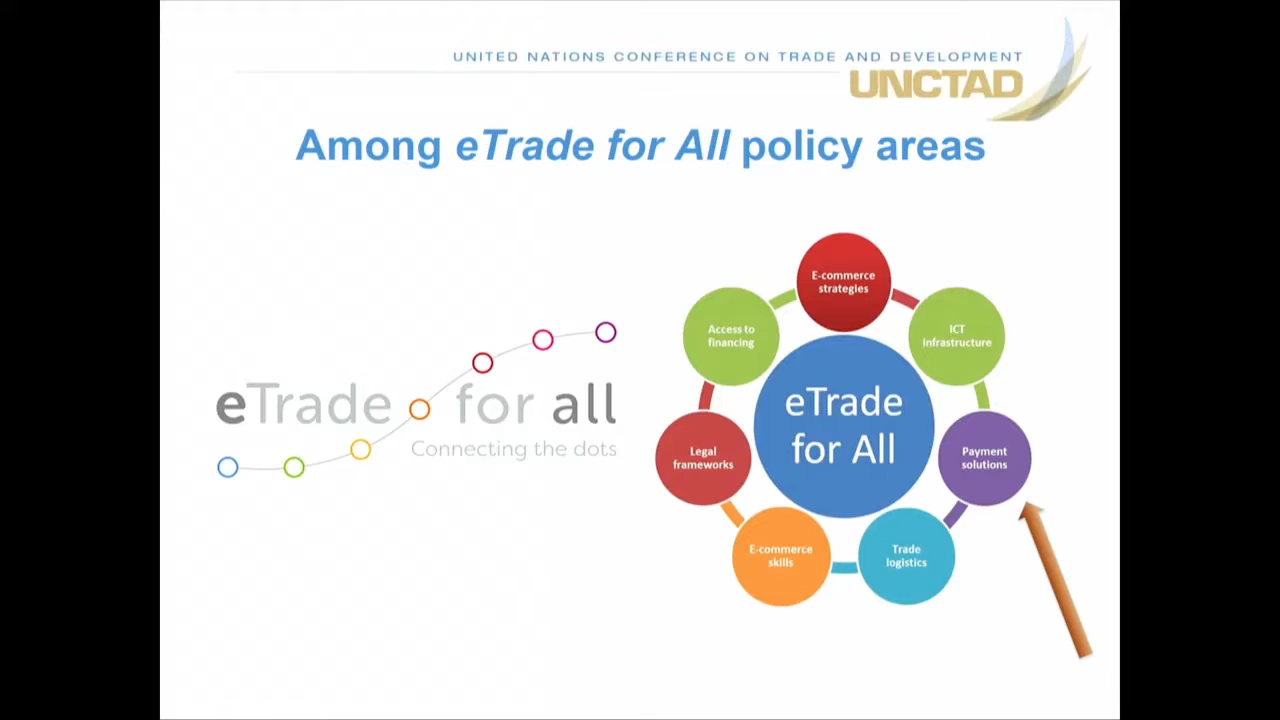 UNITED NATIONS CONFERENCE ON TRADE AND DEVELOPMENT
UNCTAD
Among eTrade for All policy areas
eTrade for all
Connecting the dots
E-commerce
strategies
ICT
infrastructure
Payment
solutions
Trade
logistics
E-commerce
skills
Legal
frameworks
Access to
financing
eTrade
for All